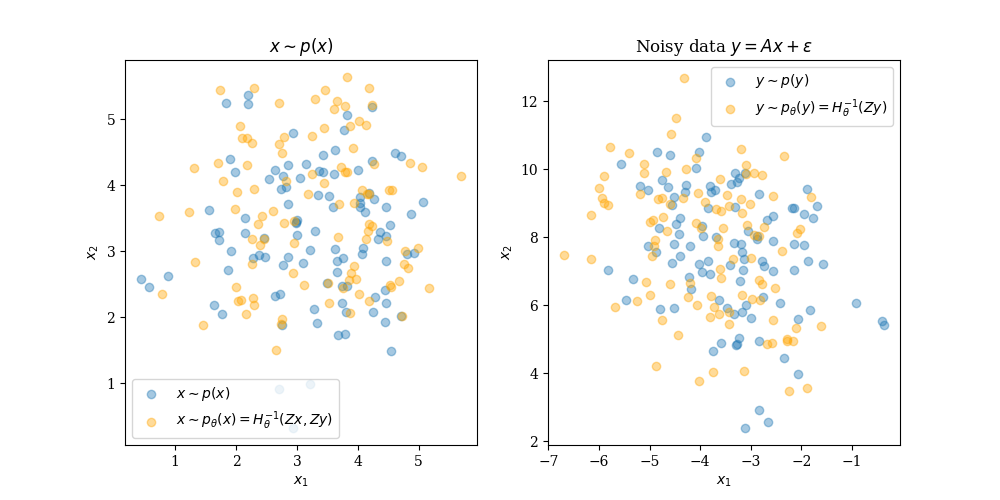 x ∼ p(x)
5
4
3
2
1
x₂
1 2 3 4 5
x₁
x ∼ p(x)
x ∼ p_θ(x) = H_θ^{-1}(Zx, Zy)
Noisy data y = Ax + ε
12
10
8
6
4
2
x₂
−7 −6 −5 −4 −3 −2 −1
x₁
y ∼ p(y)
y ∼ p_θ(y) = H_θ^{-1}(Zy)